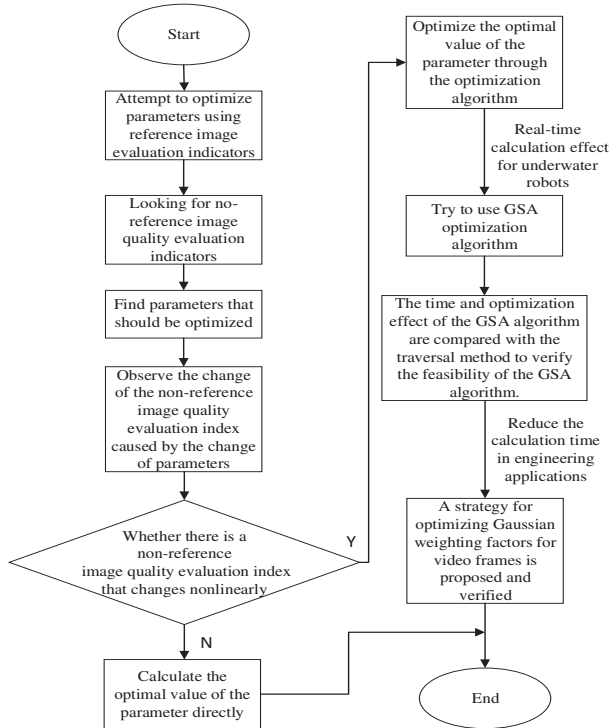 Start
Attempt to optimize
parameters using
reference image
evaluation indicators
Looking for no-
reference image
quality evaluation
indicators
Find parameters that
should be optimized
Observe the change
of the non-reference
image quality
evaluation index
caused by the change
of parameters
Whether there is a
non-reference
image quality evaluation index
that changes nonlinearly
Y
N
Calculate the
optimal value of the
parameter directly
Optimize the optimal
value of the
parameter through
the optimization
algorithm
Real-time
calculation effect
for underwater
robots
Try to use GSA
optimization
algorithm
The time and optimization
effect of the GSA algorithm
are compared with the
traversal method to verify
the feasibility of the GSA
algorithm.
Reduce the
calculation time
in engineering
applications
A strategy for
optimizing Gaussian
weighting factors for
video frames is
proposed and
verified
End